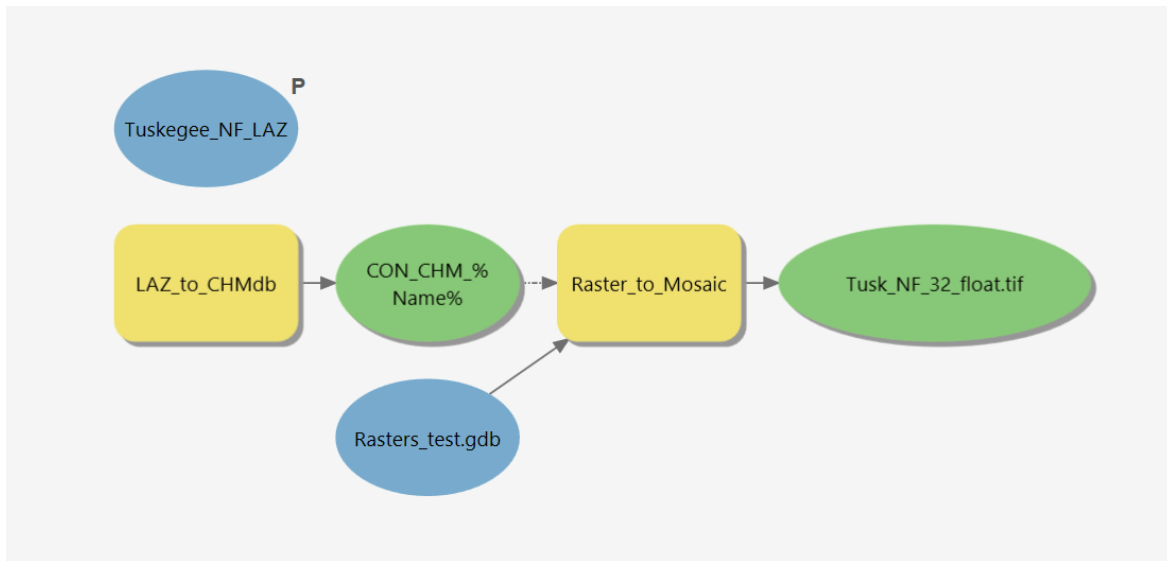 P
Tuskegee_NF_LAZ
LAZ_to_CHMdb
CON_CHM_%
Name%
Raster_to_Mosaic
Tusk_NF_32_float.tif
Rasters_test.gdb